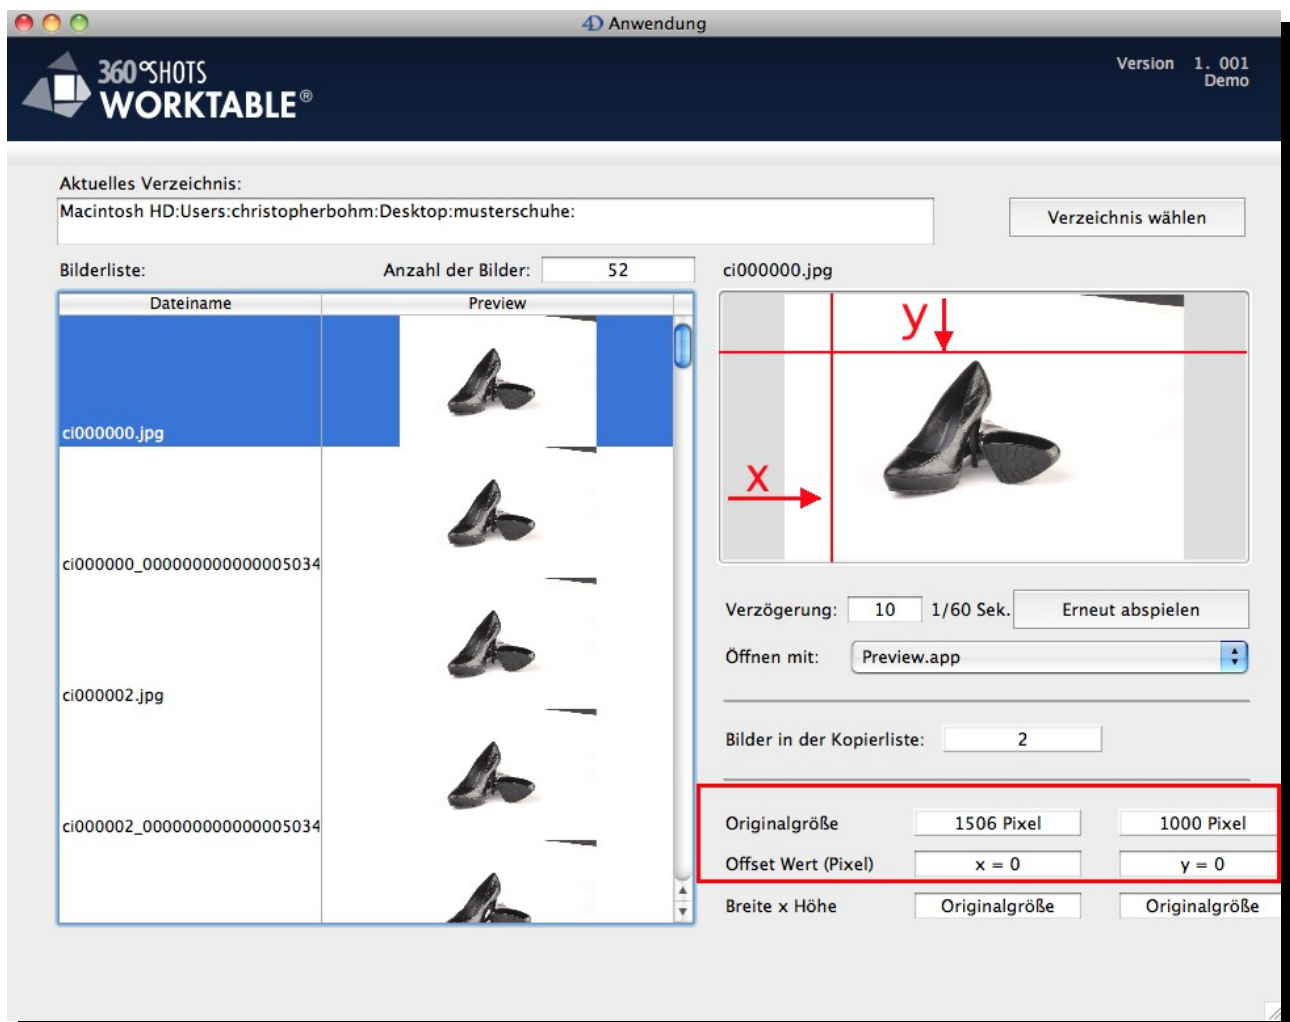 4D Anwendung
360°SHOTS
WORKTABLE®
Version 1. 001
Demo
Aktuelles Verzeichnis:
Macintosh HD:Users:christopherbohm:Desktop:musterschuhe:
Verzeichnis wählen
Bilderliste:
Anzahl der Bilder: 52
ci000000.jpg
Dateiname Preview
ci000000.jpg
ci000000_0000000000000005034
ci000002.jpg
ci000002_0000000000000005034
y
x
Verzögerung: 10 1/60 Sek. Erneut abspielen
Öffnen mit: Preview.app
Bilder in der Kopierliste: 2
Originalgröße 1506 Pixel 1000 Pixel
Offset Wert (Pixel) x = 0 y = 0
Breite x Höhe Originalgröße Originalgröße